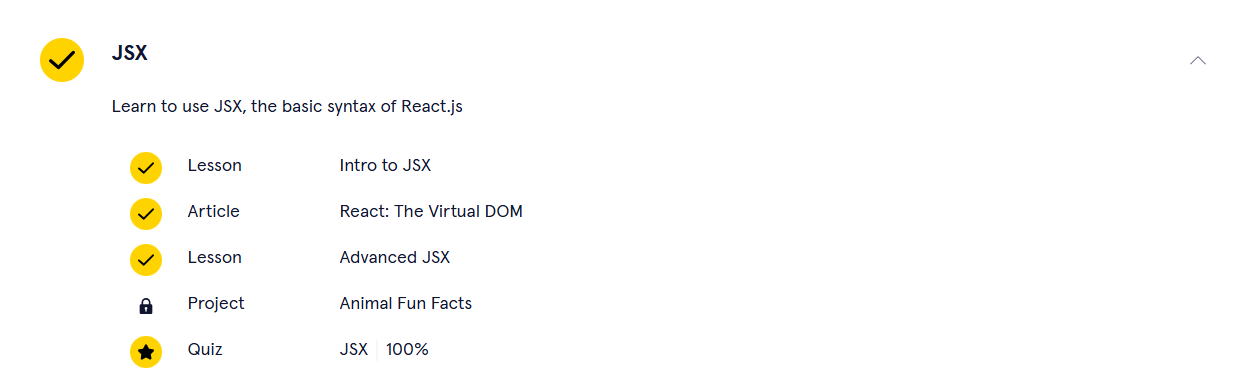 JSX
Learn to use JSX, the basic syntax of React.js
Lesson Intro to JSX
Article React: The Virtual DOM
Lesson Advanced JSX
Project Animal Fun Facts
Quiz JSX 100%